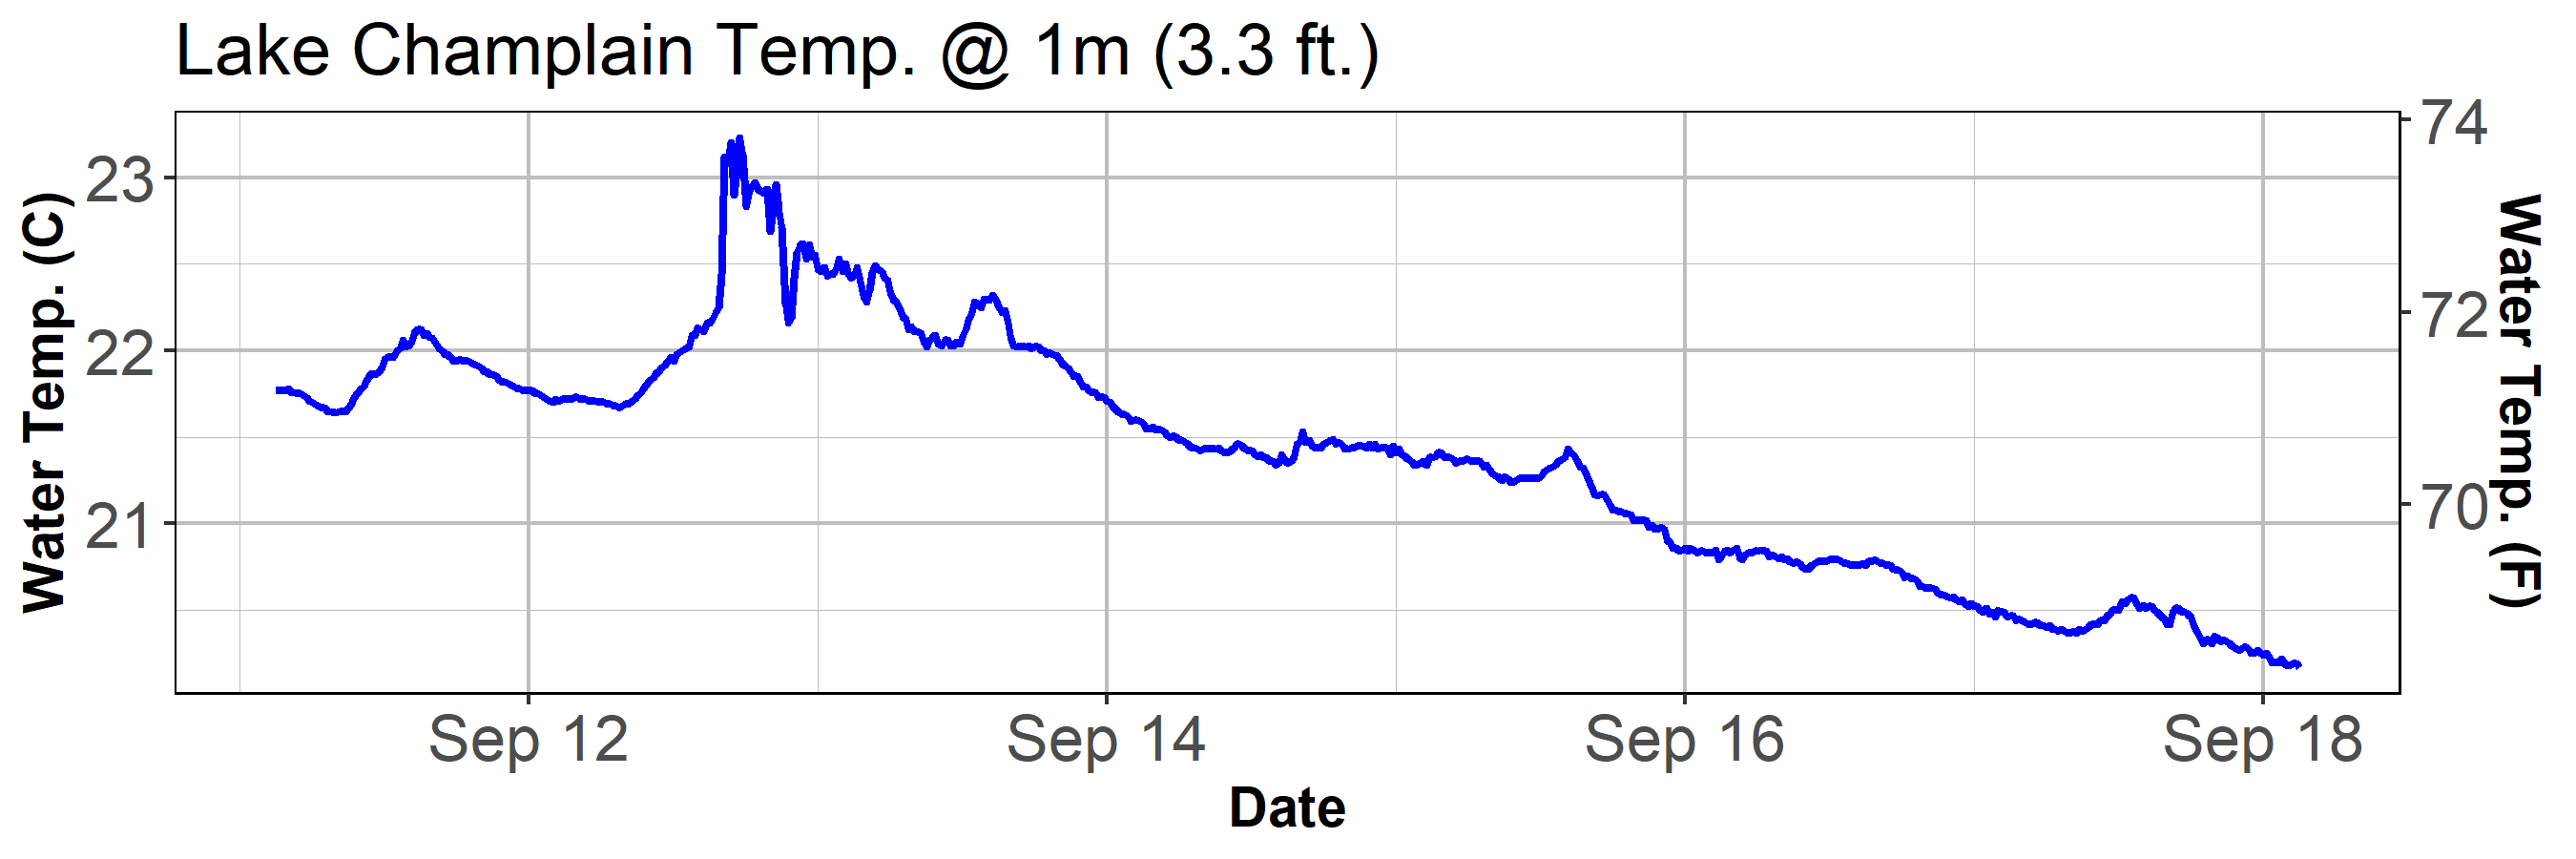 Lake Champlain Temp. @ 1m (3.3 ft.)
Water Temp. (C)
23
22
21
74
72
70
Water Temp. (F)
Sep 12
Sep 14
Sep 16
Sep 18
Date